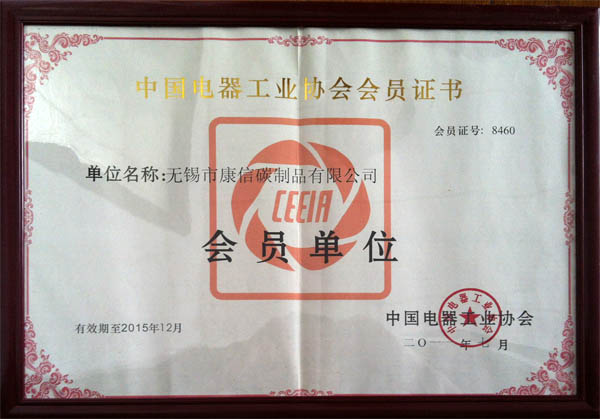 中国电器工业协会会员证书
会员证号: 8460
单位名称:无锡市康信碳制品有限公司
CEEIA
会员单位
中国电器工业协会
有效期至2015年12月
二〇一 年七月